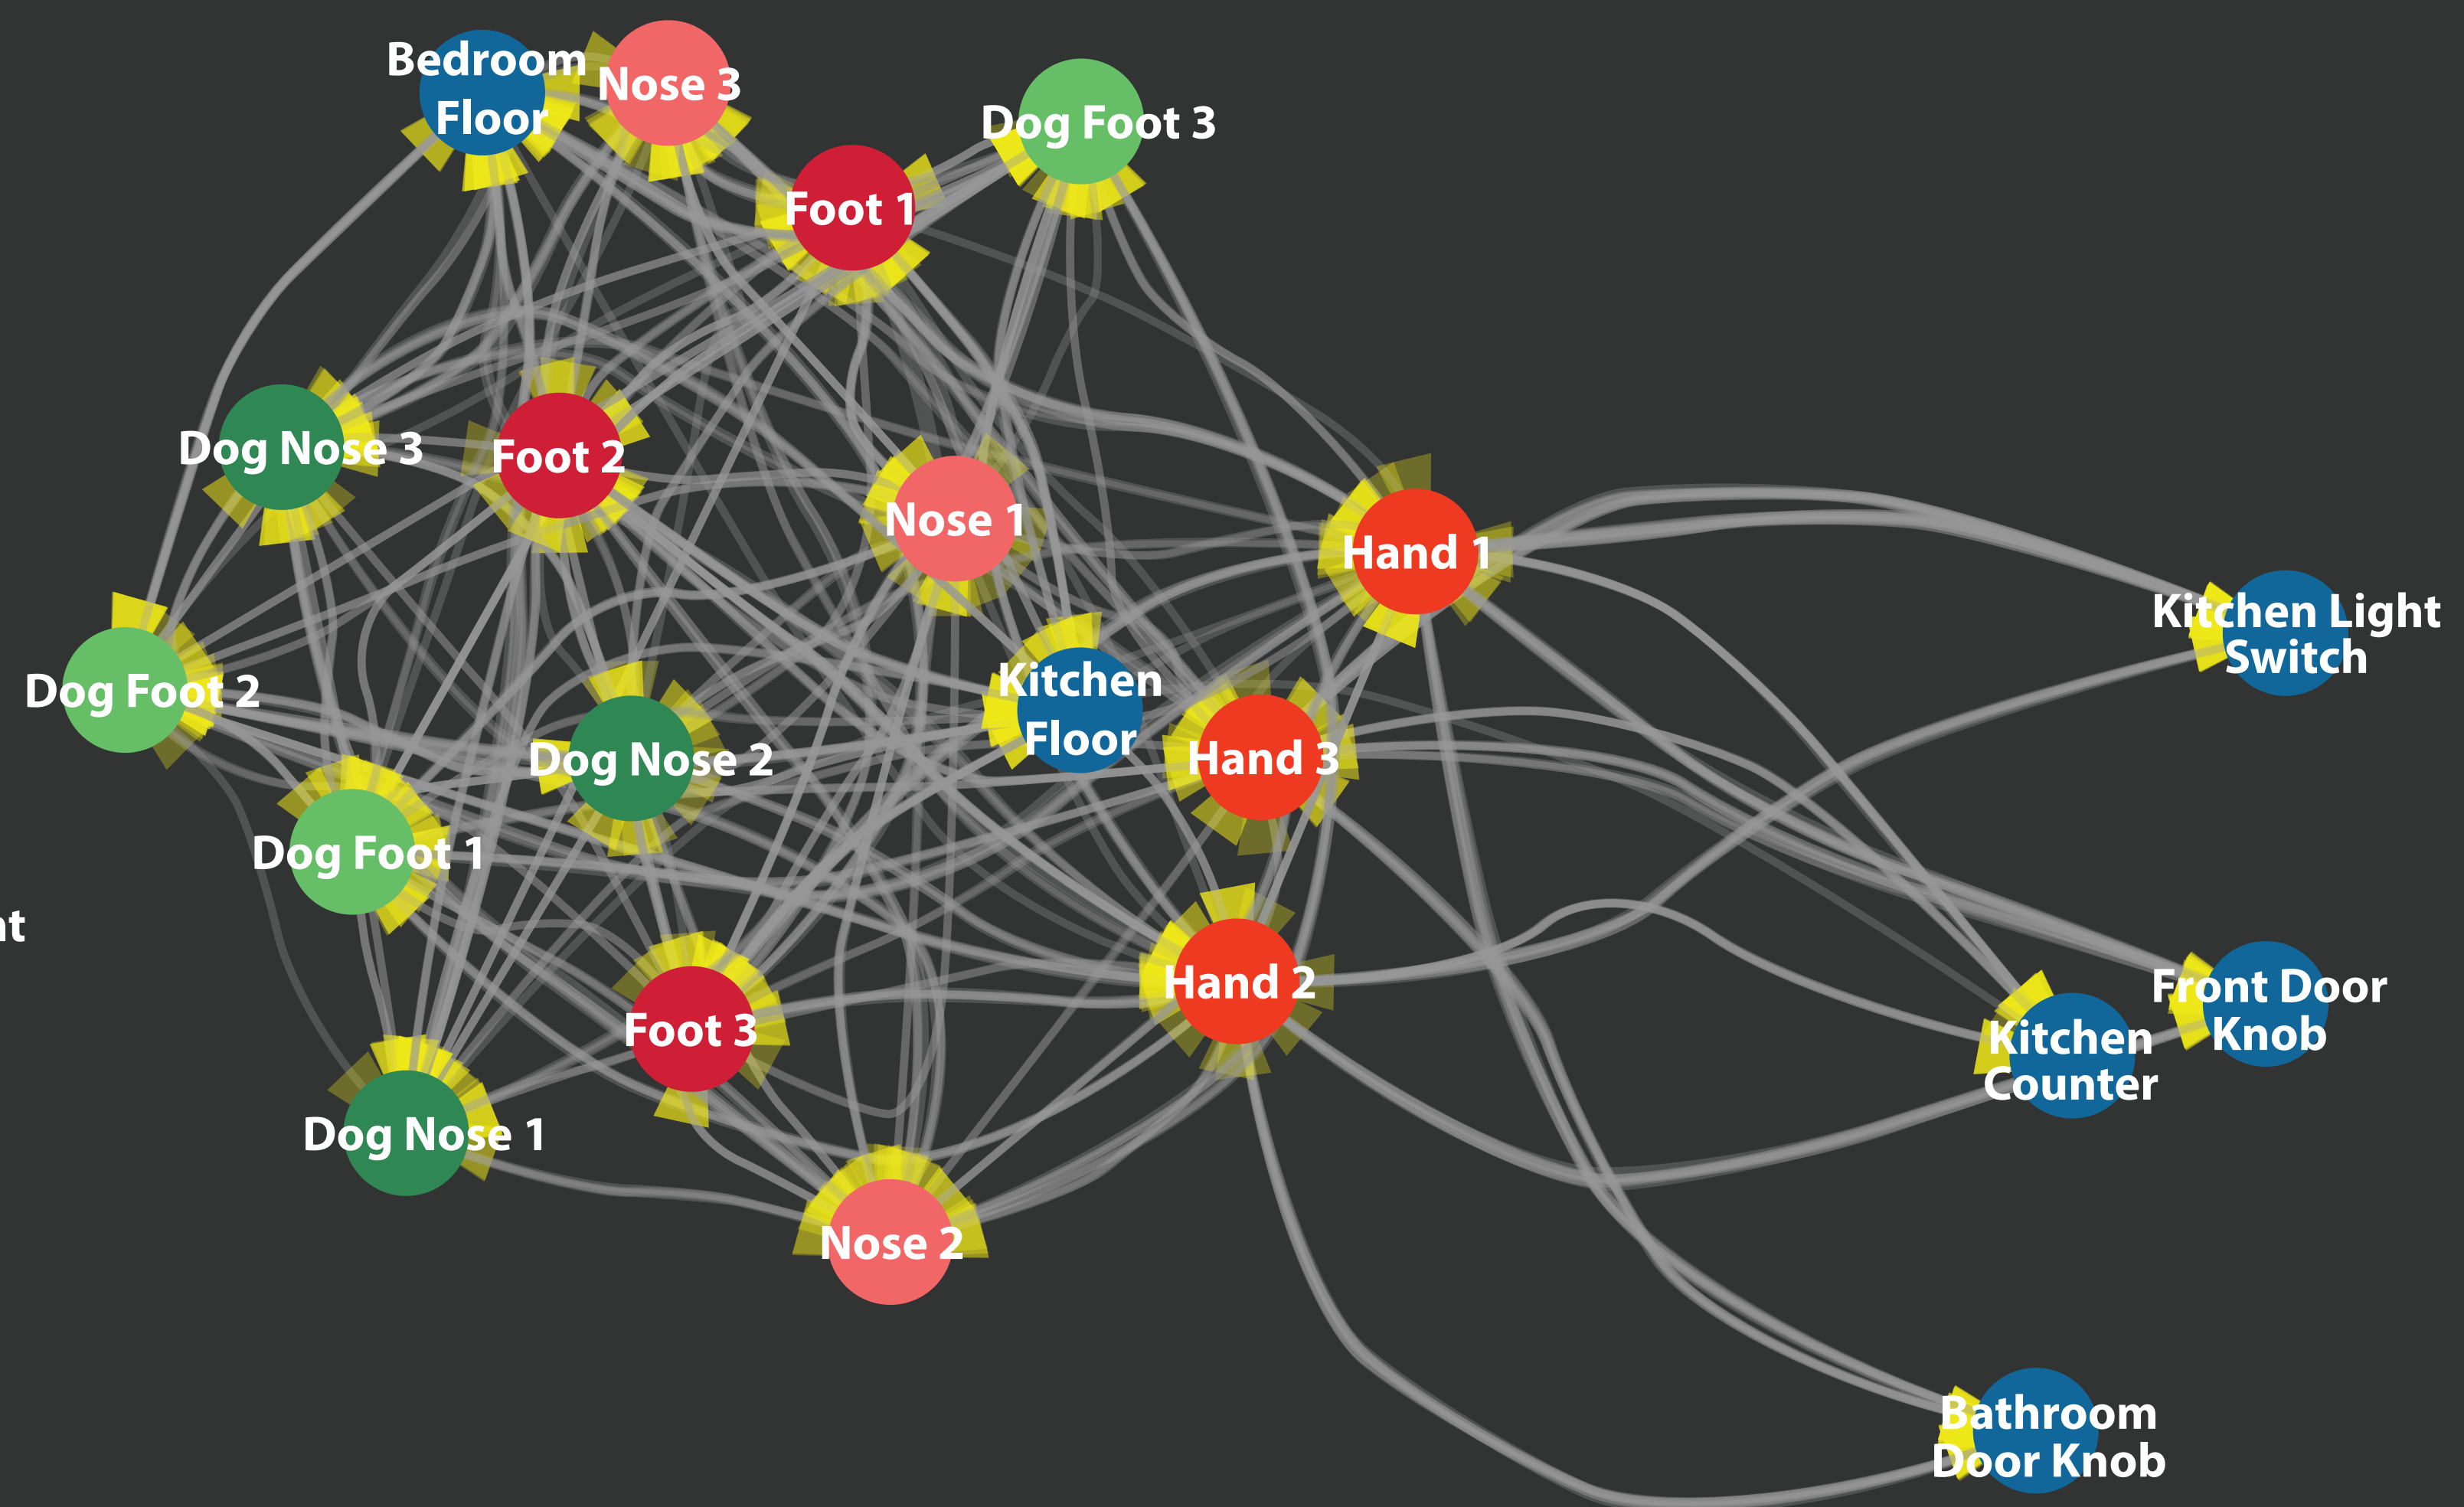 Bedroom
Floor
Nose 3
Dog Foot 3
Foot 1
Dog Nose 3
Foot 2
Nose 1
Hand 1
Kitchen Light
Switch
Dog Foot 2
Kitchen
Floor
Dog Nose 2
Hand 3
Dog Foot 1
nt
Hand 2
Front Door
Knob
Foot 3
Kitchen
Counter
Dog Nose 1
Nose 2
Bathroom
Door Knob